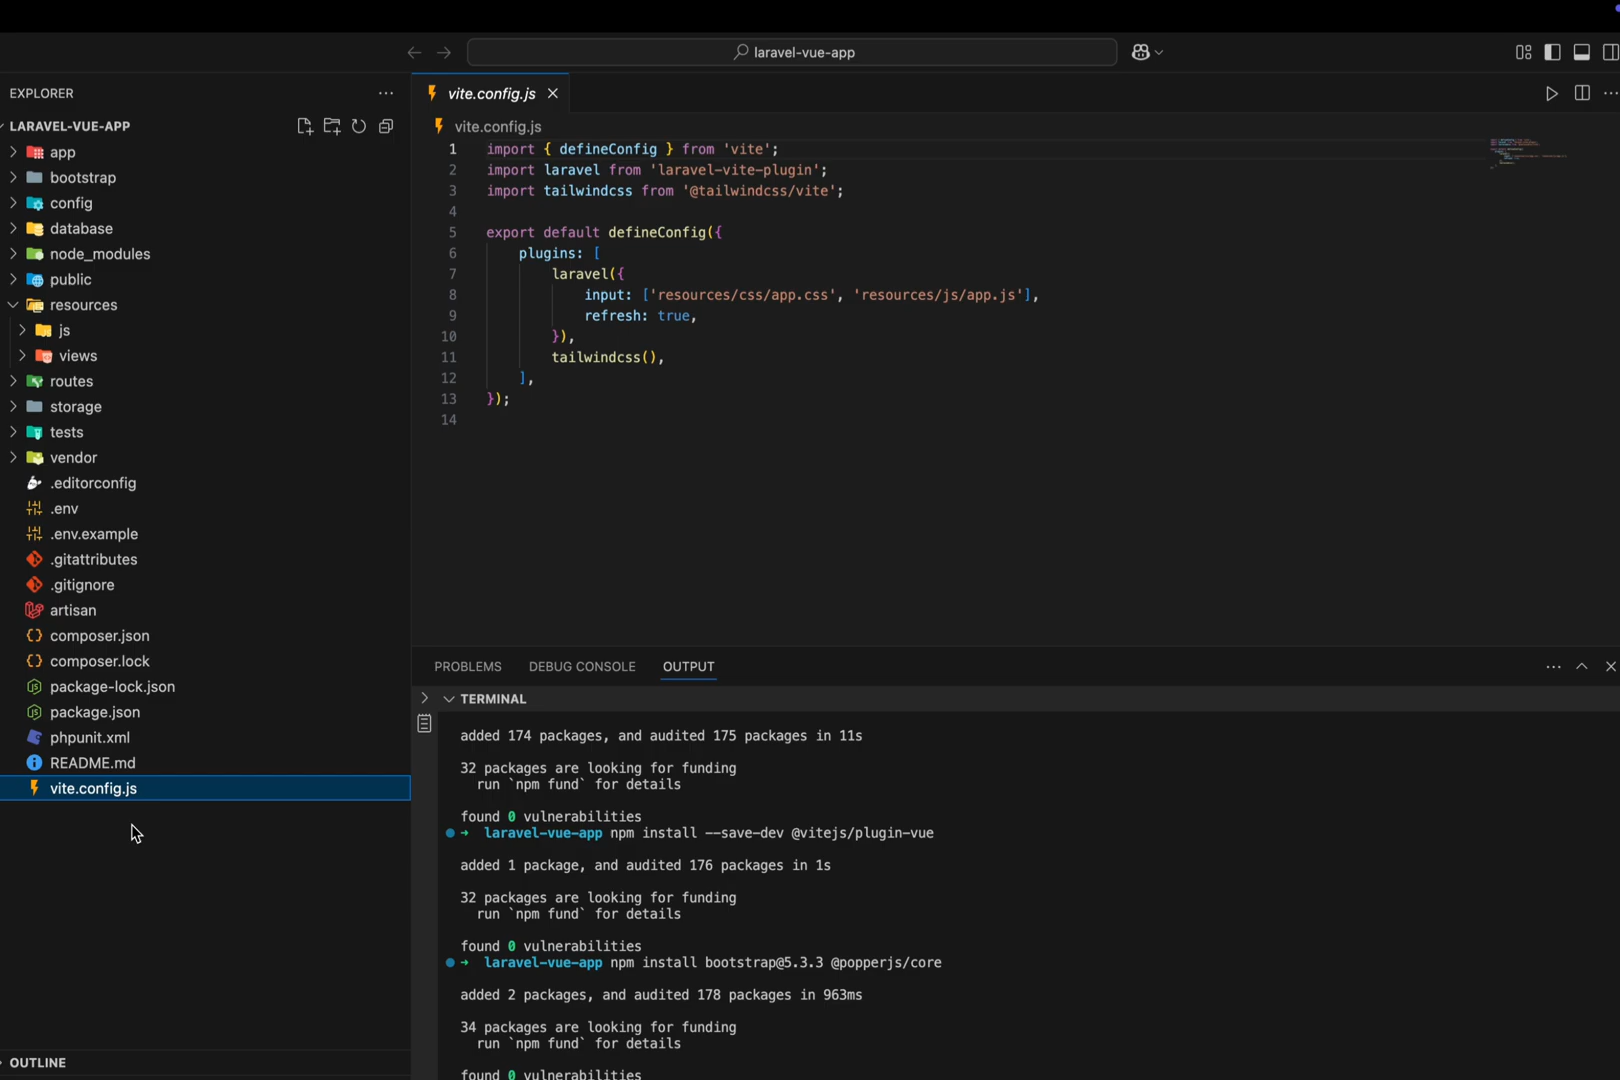 laravel-vue-app
EXPLORER
LARAVEL-VUE-APP
app
bootstrap
config
database
node_modules
public
resources
js
views
routes
storage
tests
vendor
.editorconfig
.env
.env.example
.gitattributes
.gitignore
artisan
composer.json
composer.lock
package-lock.json
package.json
phpunit.xml
README.md
vite.config.js
OUTLINE
vite.config.js
vite.config.js
1 import { defineConfig } from 'vite';
2 import laravel from 'laravel-vite-plugin';
3 import tailwindcss from '@tailwindcss/vite';
4
5 export default defineConfig({
6 plugins: [
7 laravel({
8 input: ['resources/css/app.css', 'resources/js/app.js'],
9 refresh: true,
10 }),
11 tailwindcss(),
12 ],
13 });
14
PROBLEMS DEBUG CONSOLE OUTPUT
TERMINAL
added 174 packages, and audited 175 packages in 11s
32 packages are looking for funding
run `npm fund` for details
found 0 vulnerabilities
➜ laravel-vue-app npm install --save-dev @vitejs/plugin-vue
added 1 package, and audited 176 packages in 1s
32 packages are looking for funding
run `npm fund` for details
found 0 vulnerabilities
➜ laravel-vue-app npm install bootstrap@5.3.3 @popperjs/core
added 2 packages, and audited 178 packages in 963ms
34 packages are looking for funding
run `npm fund` for details
found 0 vulnerabilities